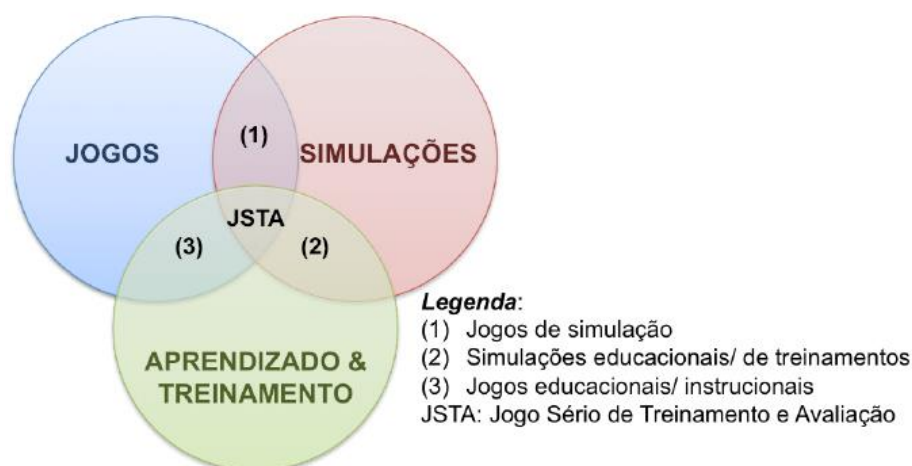 (1)
JOGOS
SIMULAÇÕES
JSTA
(3)
(2)
APRENDIZADO &
TREINAMENTO
Legenda:
(1) Jogos de simulação
(2) Simulações educacionais/ de treinamentos
(3) Jogos educacionais/ instrucionais
JSTA: Jogo Sério de Treinamento e Avaliação